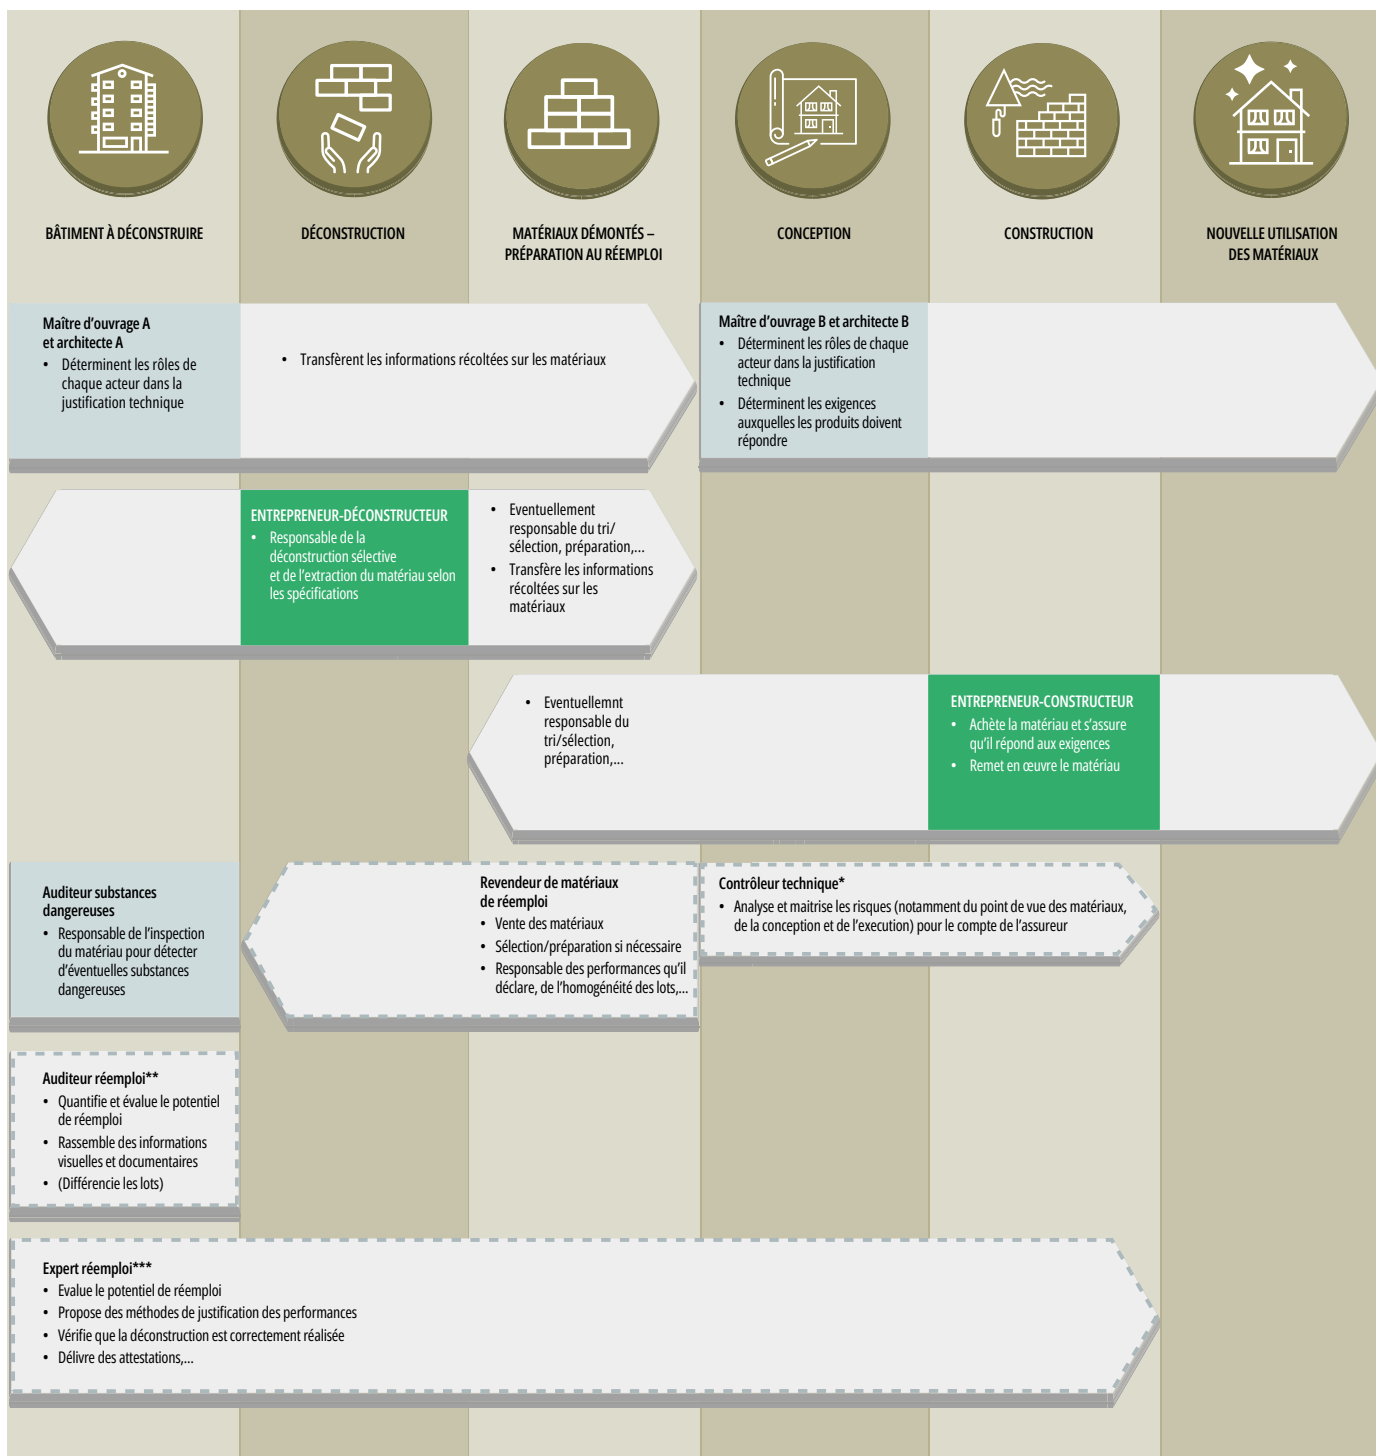 BÂTIMENT À DÉCONSTRUIRE
DÉCONSTRUCTION
MATÉRIAUX DÉMONTÉS –
PRÉPARATION AU RÉEMPLOI
CONCEPTION
CONSTRUCTION
NOUVELLE UTILISATION
DES MATÉRIAUX
Maître d'ouvrage A
et architecte A
• Déterminent les rôles de
chaque acteur dans la
justification technique
• Transfèrent les informations récoltées sur les matériaux
Maître d'ouvrage B et architecte B
• Déterminent les rôles de chaque
acteur dans la justification
technique
• Déterminent les exigences
auxquelles les produits doivent
répondre
ENTREPRENEUR-DÉCONSTRUCTEUR
• Responsable de la
déconstruction sélective
et de l'extraction du matériau selon
les spécifications
• Eventuellement
responsable du tri/
sélection, préparation,...
• Transfère les informations
récoltées sur les
matériaux
• Eventuellemnt
responsable du
tri/sélection,
préparation,...
ENTREPRENEUR-CONSTRUCTEUR
• Achète la matériau et s'assure
qu'il répond aux exigences
• Remet en œuvre le matériau
Auditeur substances
dangereuses
• Responsable de l'inspection
du matériau pour détecter
d'éventuelles substances
dangereuses
Revendeur de matériaux
de réemploi
• Vente des matériaux
• Sélection/préparation si nécessaire
• Responsable des performances qu'il
déclare, de l'homogénéité des lots,...
Contrôleur technique*
• Analyse et maitrise les risques (notamment du point de vue des matériaux,
de la conception et de l'execution) pour le compte de l'assureur
Auditeur réemploi**
• Quantifie et évalue le potentiel
de réemploi
• Rassemble des informations
visuelles et documentaires
• (Différencie les lots)
Expert réemploi***
• Evalue le potentiel de réemploi
• Propose des méthodes de justification des performances
• Vérifie que la déconstruction est correctement réalisée
• Délivre des attestations,...